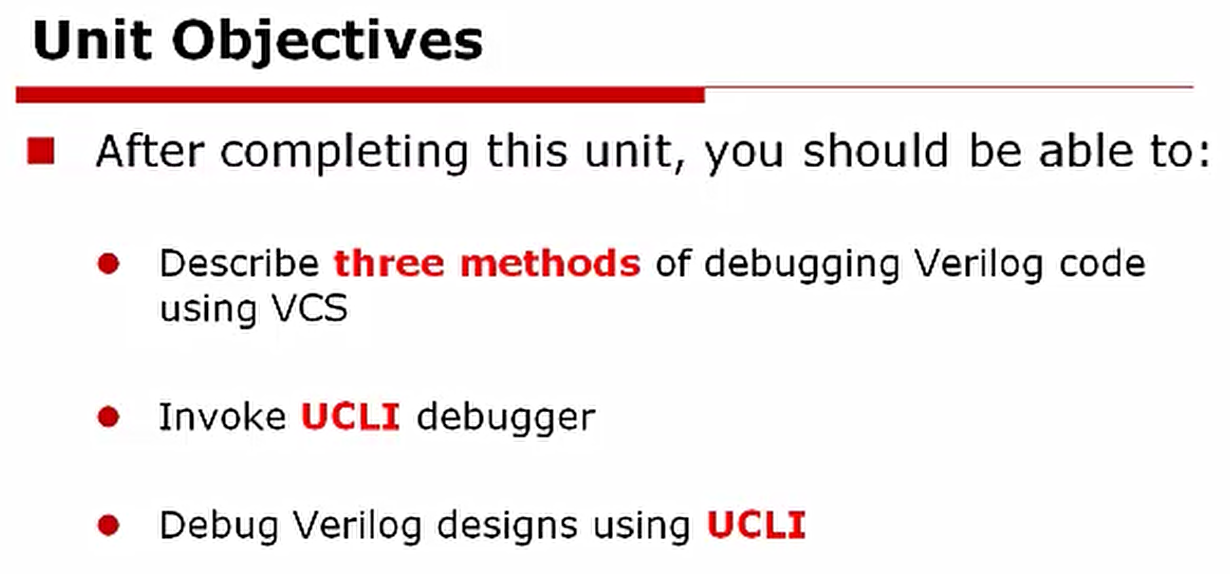 Unit Objectives
After completing this unit, you should be able to:
Describe three methods of debugging Verilog code
using VCS
Invoke UCLI debugger
Debug Verilog designs using UCLI